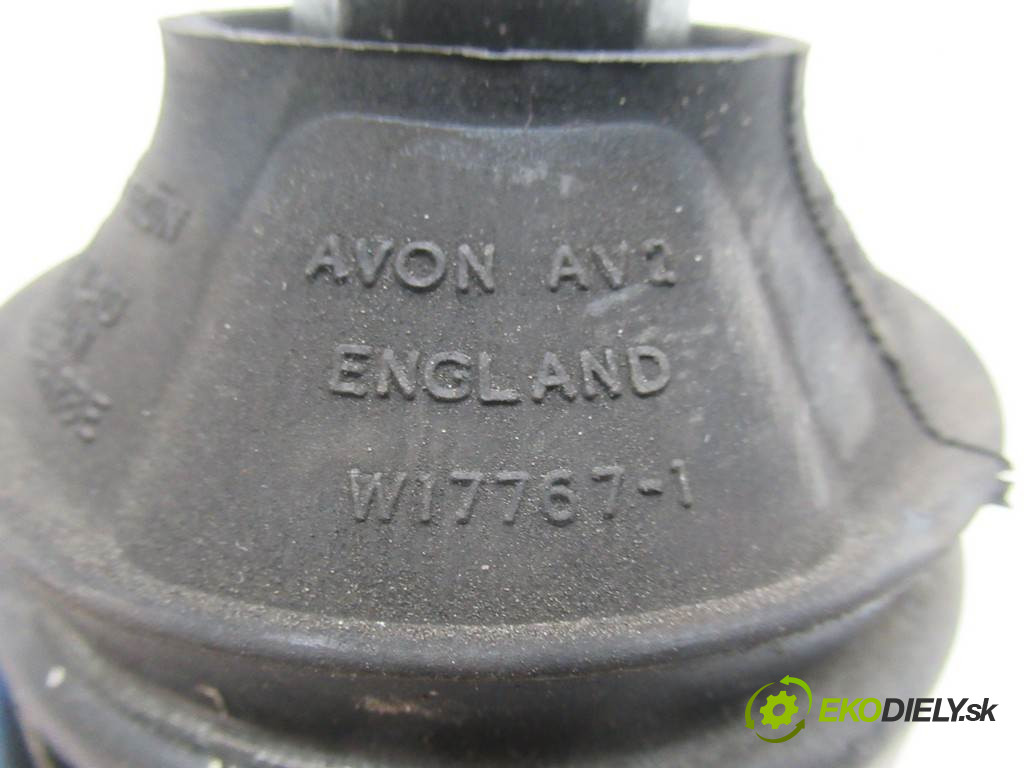 AVON AV2
ENGLAND
W17767-1
EKODIELY.sk